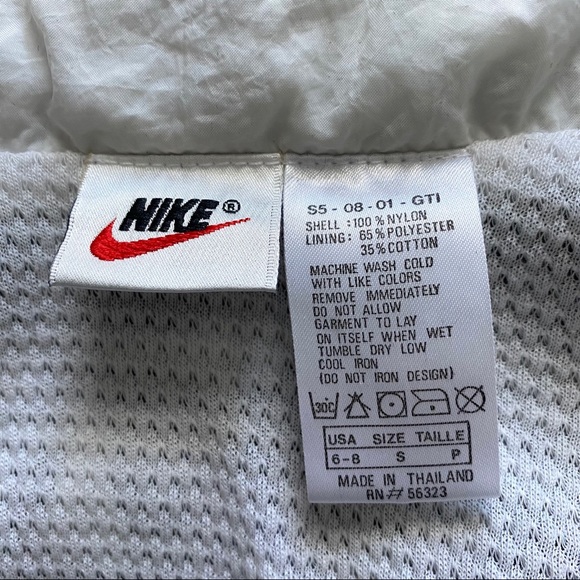 NIKE®
S5 - 08 - 01 - GTI
SHELL : 100% NYLON
LINING: 65% POLYESTER
35% COTTON
MACHINE WASH COLD
WITH LIKE COLORS
REMOVE IMMEDIATELY
DO NOT ALLOW
GARMENT TO LAY
ON ITSELF WHEN WET
TUMBLE DRY LOW
COOL IRON
(DO NOT IRON DESIGN)
30C
USA SIZE TAILLE
6-8 S P
MADE IN THAILAND
RN# 56323